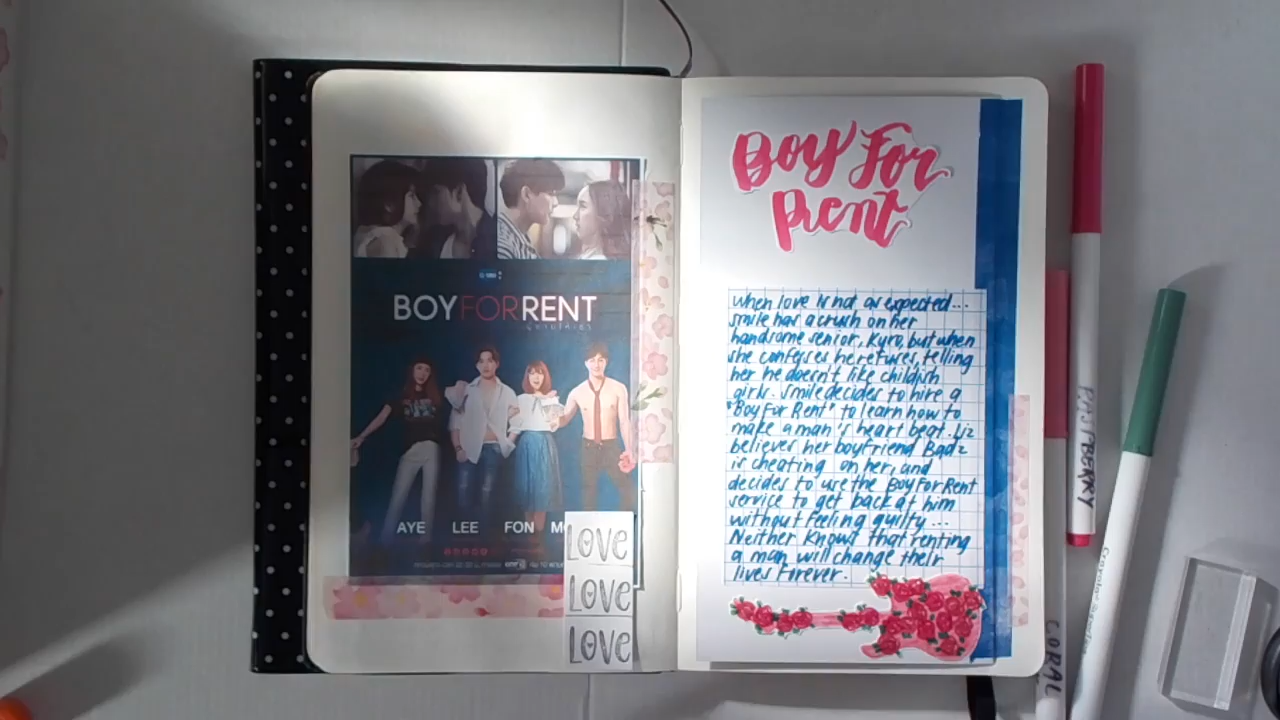 BOYFORRENT
AYE LEE FON
LOVE
LOVE
LOVE
Boy For
Rent
When love is not as expected...
Smile has a crush on her
handsome senior, Kyro, but when
she confesses he refuses, telling
her he doesn't like childish
girls. Smile decides to hire a
"Boy For Rent" to learn how to
make a man's heart beat. Liz
believes her boyfriend Badz
is cheating on her, and
decides to use the Boy For Rent
service to get back at him
without feeling guilty...
Neither knows that renting
a man will change their
lives forever.
PASTBERRY
Crayola
CORAL